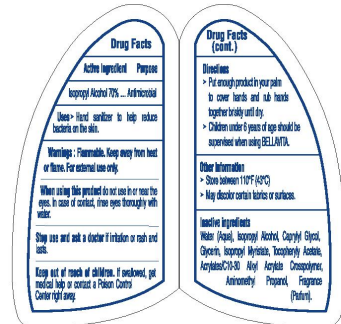 Drug Facts
Active Ingredient Purpose
Isopropyl Alcohol 70% ... Antimicrobial
Uses> Hand sanitizer to help reduce
bacteria on the skin.
Warnings : Flammable. Keep away from heat
or flame. For external use only.
When using this product do not use in or near the
eyes. In case of contact, rinse eyes thoroughly with
water.
Stop use and ask a doctor if irritation or rash and
lasts.
Keep out of reach of children. If swallowed, get
medical help or contact a Poison Control
Center right away.
Drug Facts
(cont.)
Directions
> Put enough product in your palm
to cover hands and rub hands
together briskly until dry.
> Children under 6 years of age should be
supervised when using BELLAVITA.
Other Information
> Store between 110°F (43°C)
> May discolor certain fabrics or surfaces.
Inactive ingredients
Water (Aqua), Isopropyl Alcohol, Caprylyl Glycol,
Glycerin, Isopropyl Myristate, Tocopheryly Acetate,
Acrylates/C10-30 Alkyl Acrylate Crosspolymer,
Aminomethyl Propanol, Fragrance
(Parfum).